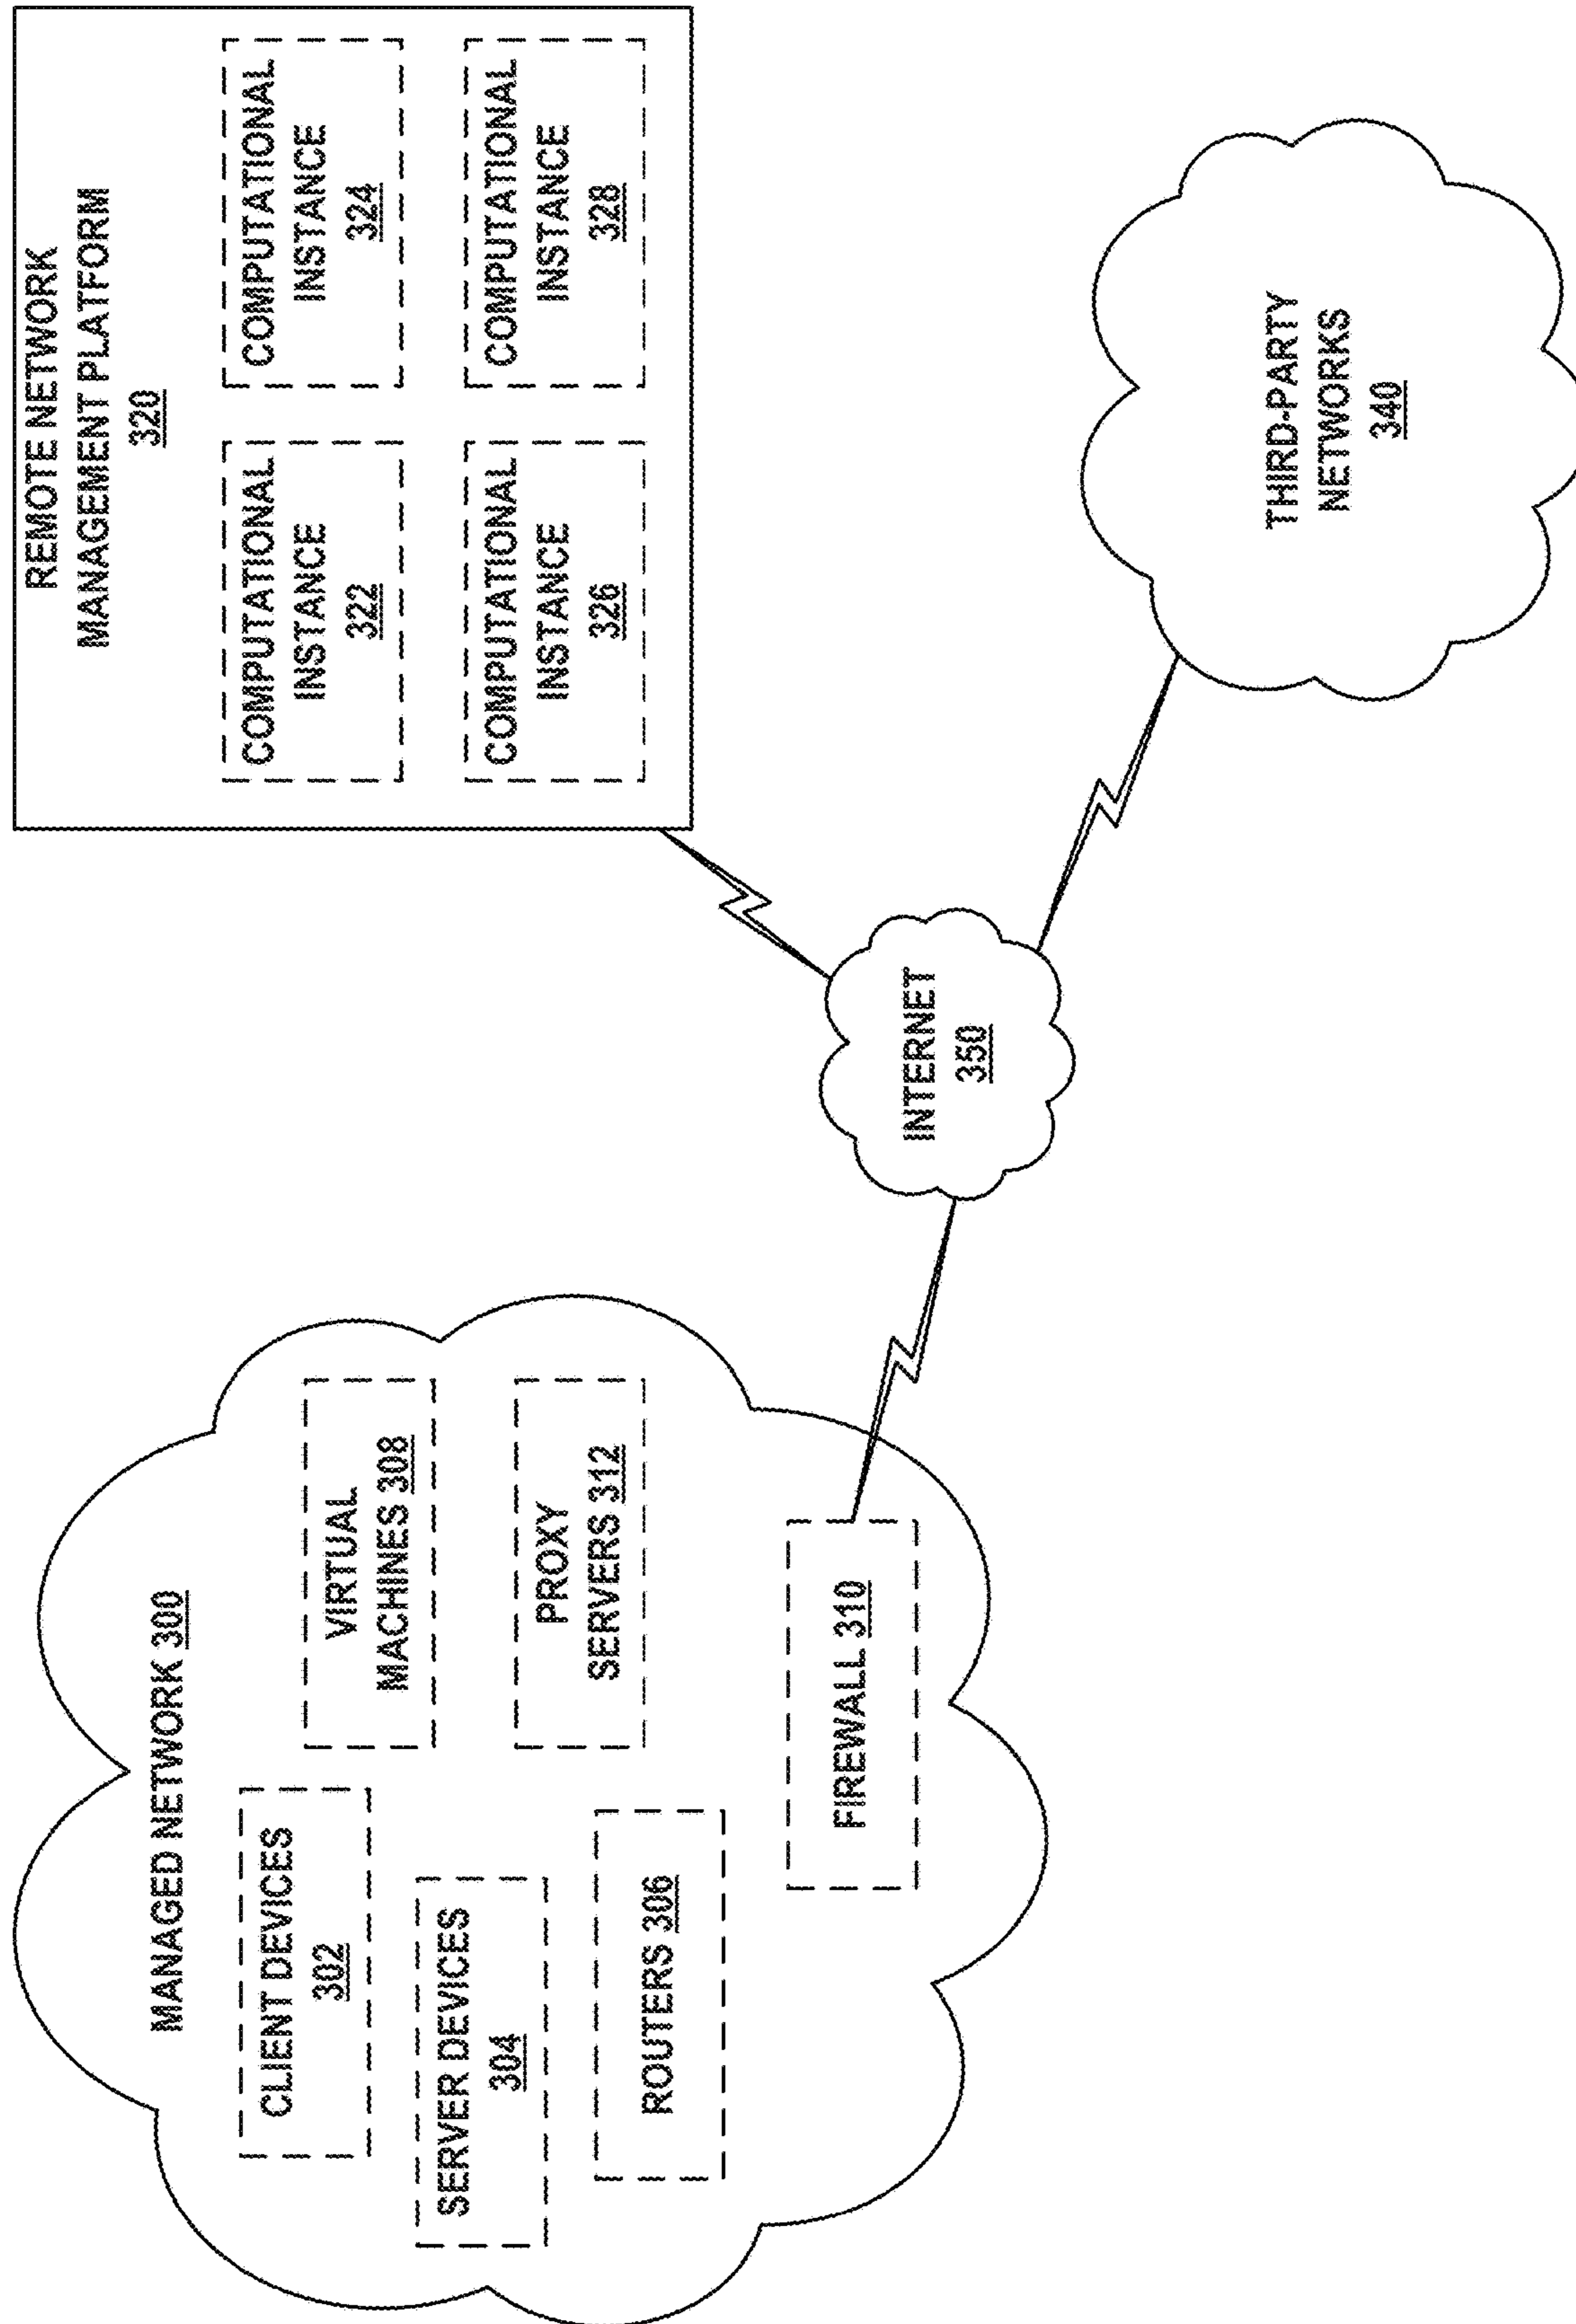 MANAGED NETWORK 300
CLIENT DEVICES
302
SERVER DEVICES
304
ROUTERS 306
VIRTUAL
MACHINES 308
PROXY
SERVERS 312
FIREWALL 310
INTERNET
350
REMOTE NETWORK
MANAGEMENT PLATFORM
320
COMPUTATIONAL
INSTANCE
322
COMPUTATIONAL
INSTANCE
324
COMPUTATIONAL
INSTANCE
326
COMPUTATIONAL
INSTANCE
328
THIRD-PARTY
NETWORKS
340